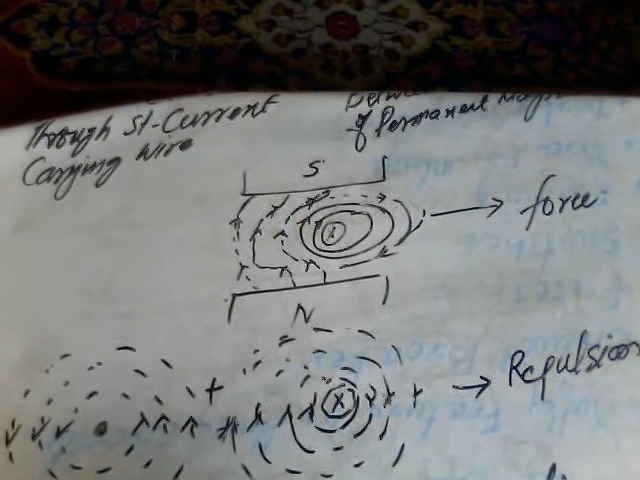 Through St-Current
Carrying wire
of Permanent
S
x
force
N
+
x
→ Repulsion